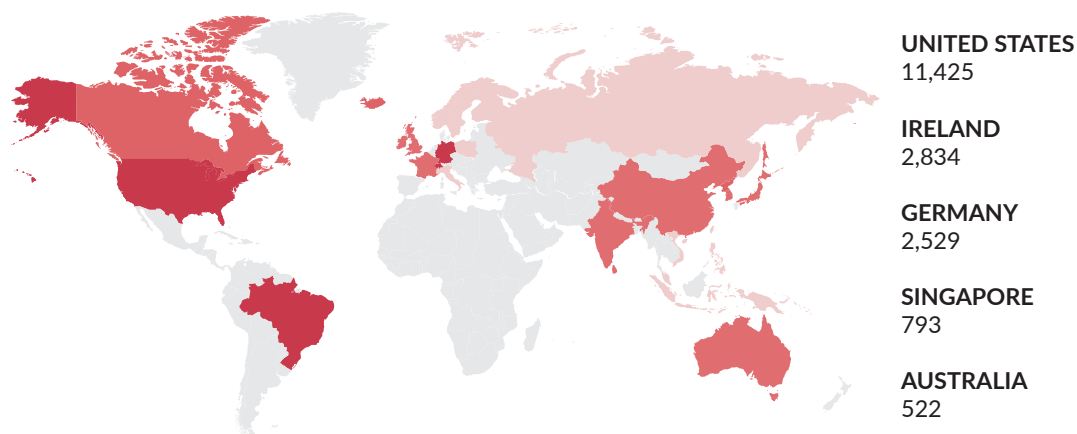 UNITED STATES
11,425
IRELAND
2,834
GERMANY
2,529
SINGAPORE
793
AUSTRALIA
522